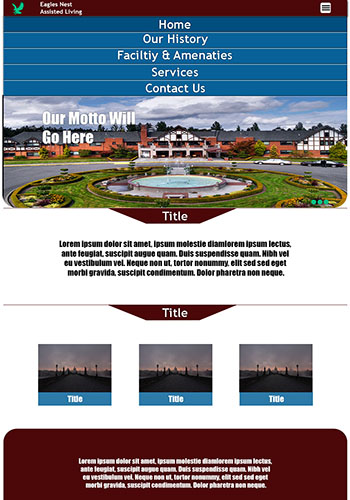 Eagles Nest
Assisted Living
Home
Our History
Faciltiy & Amenaties
Services
Contact Us
Our Motto Will
Go Here
Title
Lorem ipsum dolor sit amet, ipsum molestie diamlorem ipsum dolor sit
ante feugiat, suscipit quam augue. Duis suspendisse quam. Nibh vel
eu vestibulum vel. Neque non ut, tortor nonummy, elit sed sed eget
morbi gravida, suscipit condimentum. Dolor pharetra non neque.
Title
Title
Title
Title
Lorem ipsum dolor sit amet, ipsum molestie diamlorem ipsum dolor sit
ante feugiat, suscipit quam augue. Duis suspendisse quam. Nibh vel
eu vestibulum vel. Neque non ut, tortor nonummy, elit sed sed eget
morbi gravida, suscipit condimentum. Dolor pharetra non neque.